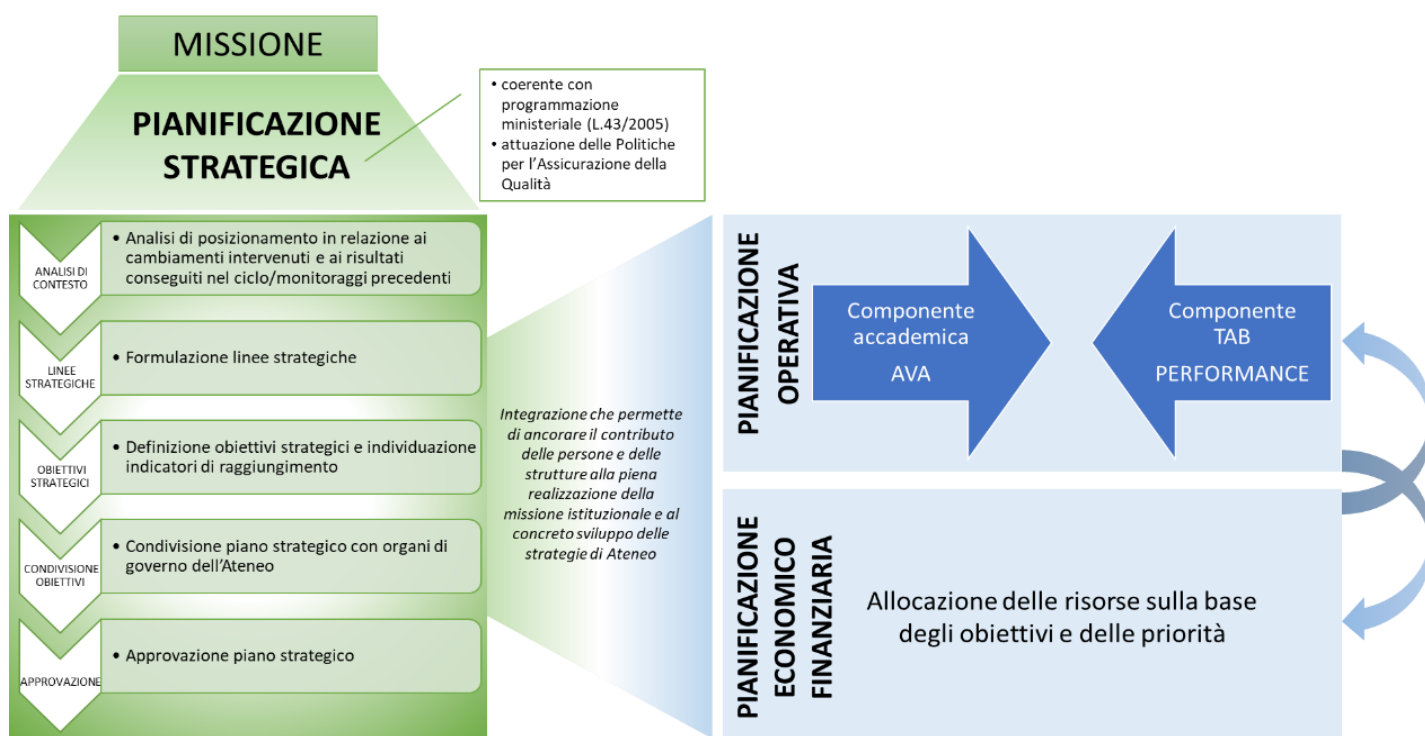 MISSIONE
PIANIFICAZIONE
STRATEGICA
• coerente con
programmazione
ministeriale (L.43/2005)
• attuazione delle Politiche
per l'Assicurazione della
Qualità
ANALISI DI
CONTESTO
• Analisi di posizionamento in relazione ai
cambiamenti intervenuti e ai risultati
conseguiti nel ciclo/monitoraggi precedenti
LINEE
STRATEGICHE
• Formulazione linee strategiche
OBIETTIVI
STRATEGICI
• Definizione obiettivi strategici e individuazione
indicatori di raggiungimento
CONDIVISIONE
OBIETTIVI
• Condivisione piano strategico con organi di
governo dell'Ateneo
APPROVAZIONE
• Approvazione piano strategico
Integrazione che permette
di ancorare il contributo
delle persone e delle
strutture alla piena
realizzazione della
missione istituzionale e al
concreto sviluppo delle
strategie di Ateneo
PIANIFICAZIONE
OPERATIVA
Componente
accademica
AVA
Componente
TAB
PERFORMANCE
PIANIFICAZIONE
ECONOMICO
FINANZIARIA
Allocazione delle risorse sulla base
degli obiettivi e delle priorità